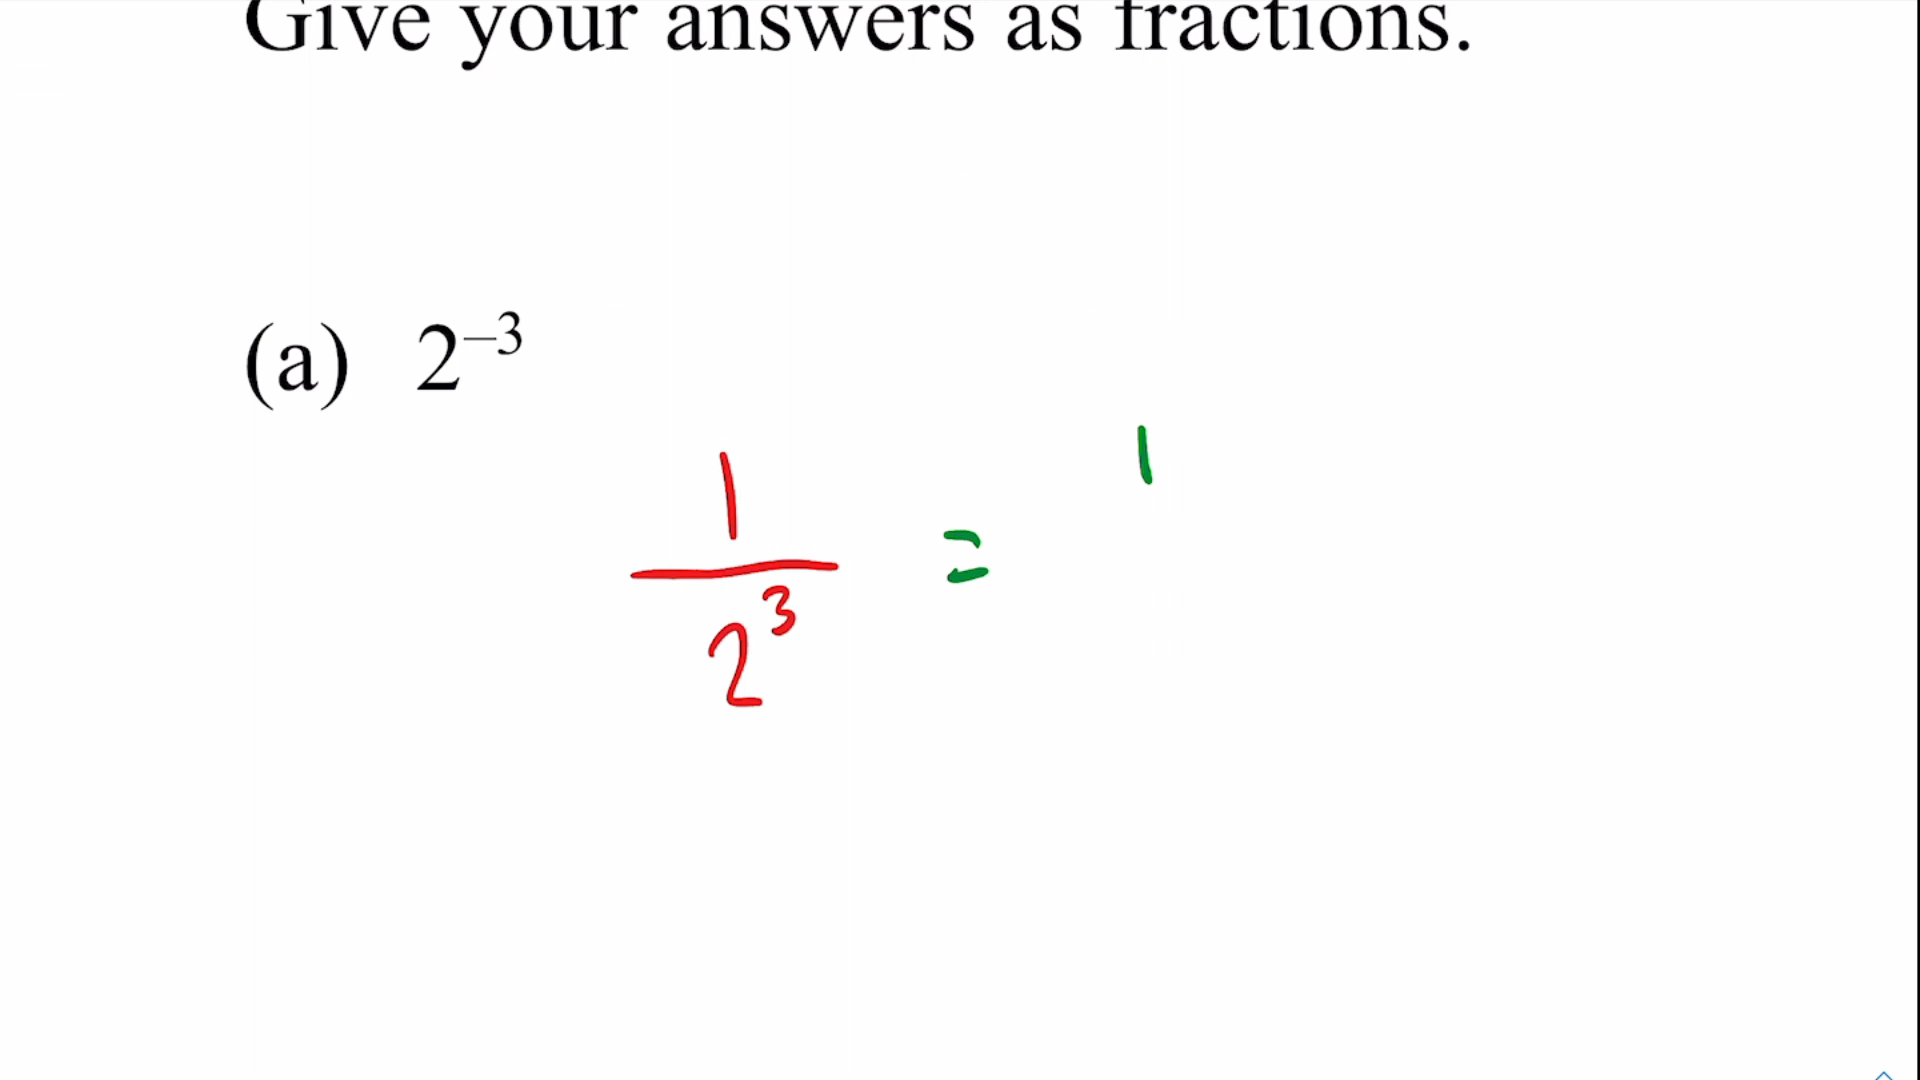 Give your answers as fractions.
(a) 2⁻³
1/2³ = 1